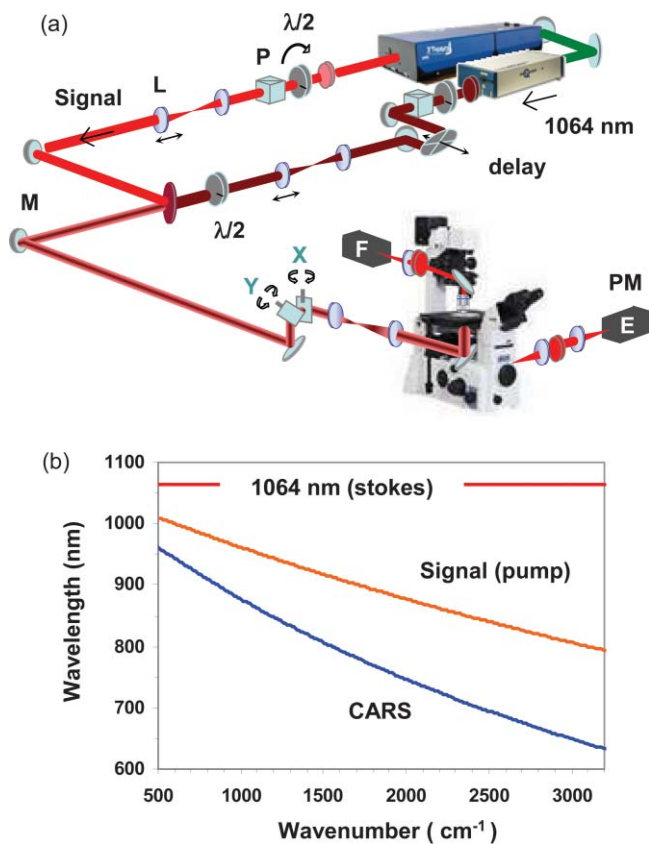 (a)
λ/2
P
L
Signal
1064 nm
delay
M
λ/2
X
Y
F
PM
E
(b)
1100
1064 nm (stokes)
1000
Signal (pump)
900
800
CARS
700
600
500 1000 1500 2000 2500 3000
Wavelength (nm)
Wavenumber ( cm⁻¹)